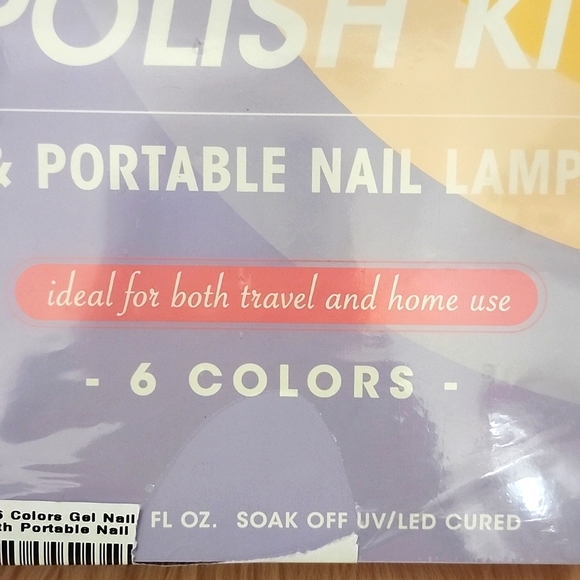 POLISH KI
& PORTABLE NAIL LAMP
ideal for both travel and home use
- 6 COLORS -
6 Colors Gel Nail
th Portable Nail
FL OZ. SOAK OFF UV/LED CURED